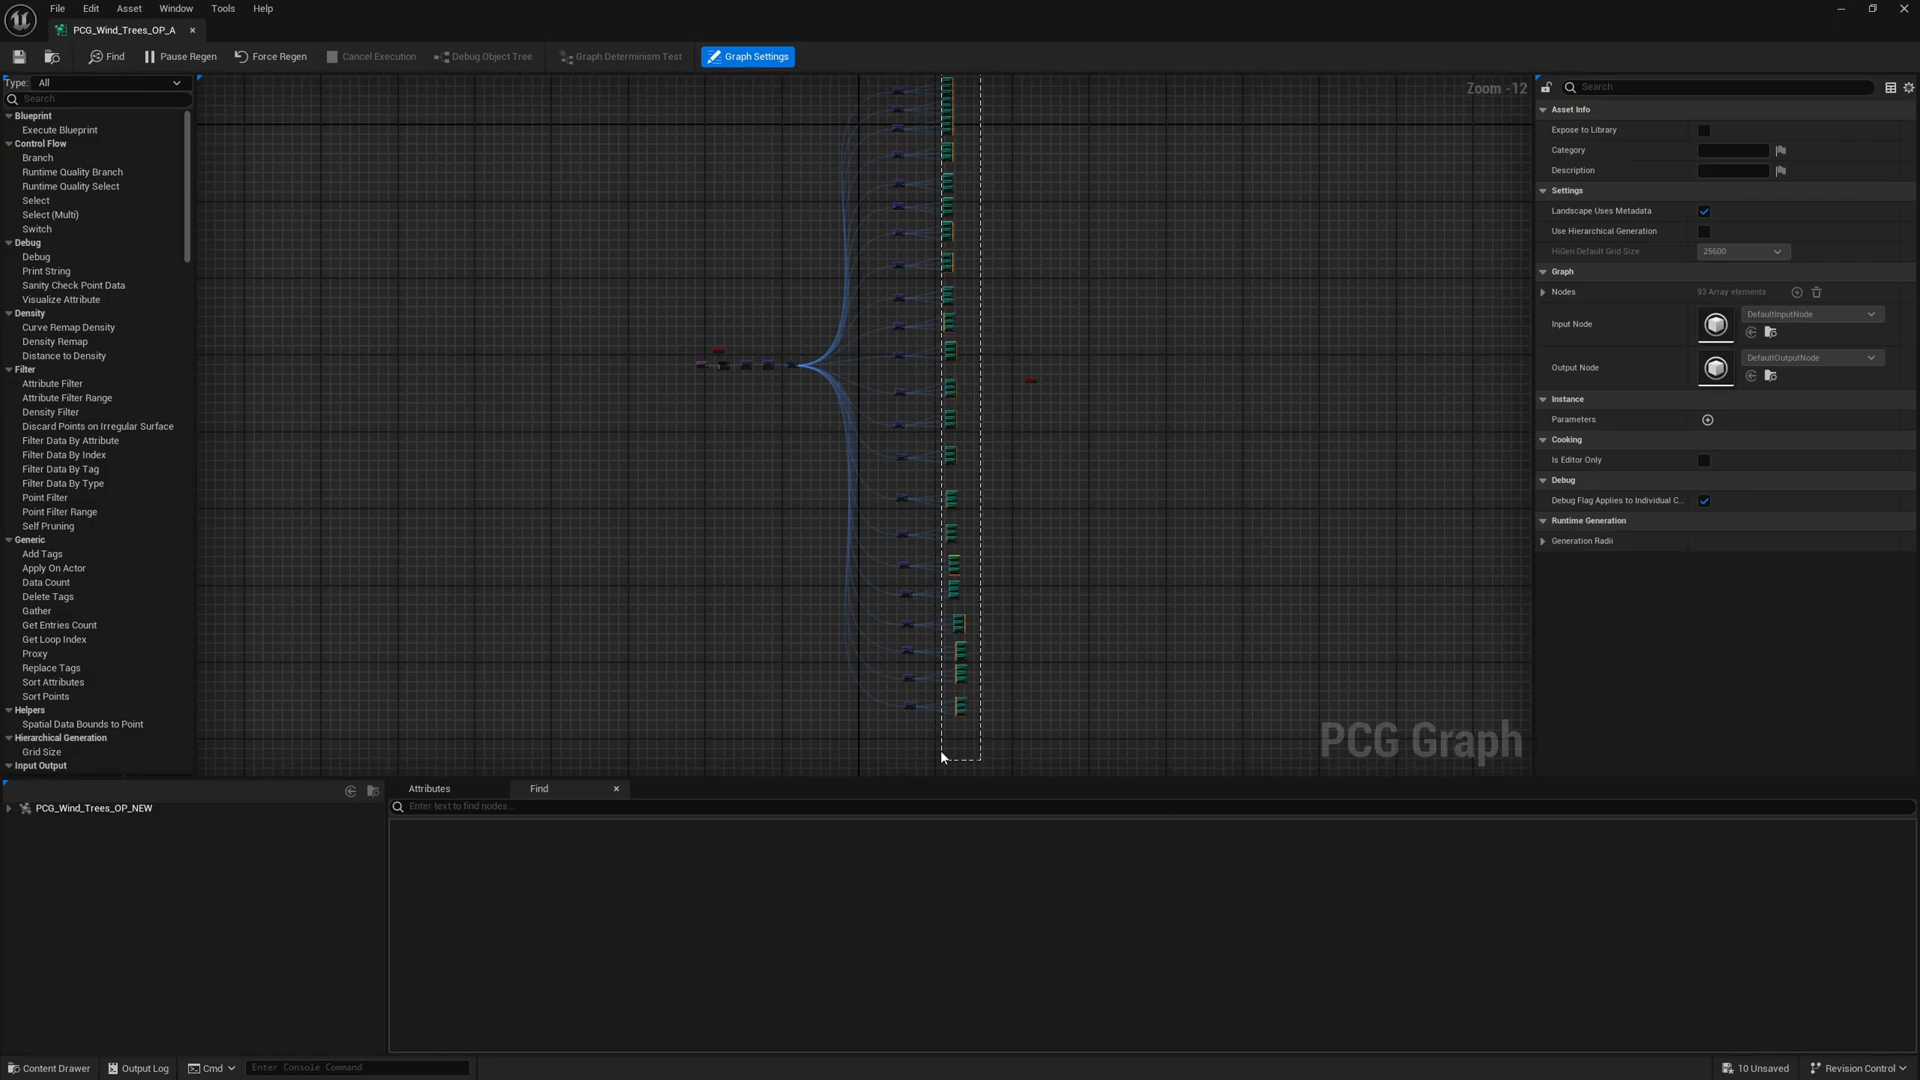 File Edit Asset Window Tools Help
PCG_Wind_Trees_OP_A
Find Pause Regen Force Regen Cancel Execution Debug Object Tree Graph Determinism Test Graph Settings
Type: All
Search
Blueprint
Execute Blueprint
Control Flow
Branch
Runtime Quality Branch
Runtime Quality Select
Select
Select (Multi)
Switch
Debug
Debug
Print String
Sanity Check Point Data
Visualize Attribute
Density
Curve Remap Density
Density Remap
Distance to Density
Filter
Attribute Filter
Attribute Filter Range
Density Filter
Discard Points on Irregular Surface
Filter Data By Attribute
Filter Data By Index
Filter Data By Tag
Filter Data By Type
Point Filter
Point Filter Range
Self Pruning
Generic
Add Tags
Apply On Actor
Data Count
Delete Tags
Gather
Get Entries Count
Get Loop Index
Proxy
Replace Tags
Sort Attributes
Sort Points
Helpers
Spatial Data Bounds to Point
Hierarchical Generation
Grid Size
Input Output
Zoom -12
PCG Graph
Search
Asset Info
Expose to Library
Category
Description
Settings
Landscape Uses Metadata
Use Hierarchical Generation
HiGen Default Grid Size 25600
Graph
Nodes 93 Array elements
Input Node DefaultInputNode
Output Node DefaultOutputNode
Instance
Parameters
Cooking
Is Editor Only
Debug
Debug Flag Applies to Individual C...
Runtime Generation
Generation Radii
PCG_Wind_Trees_OP_NEW
Attributes Find
Enter text to find nodes...
Content Drawer Output Log Cmd Enter Console Command 10 Unsaved Revision Control